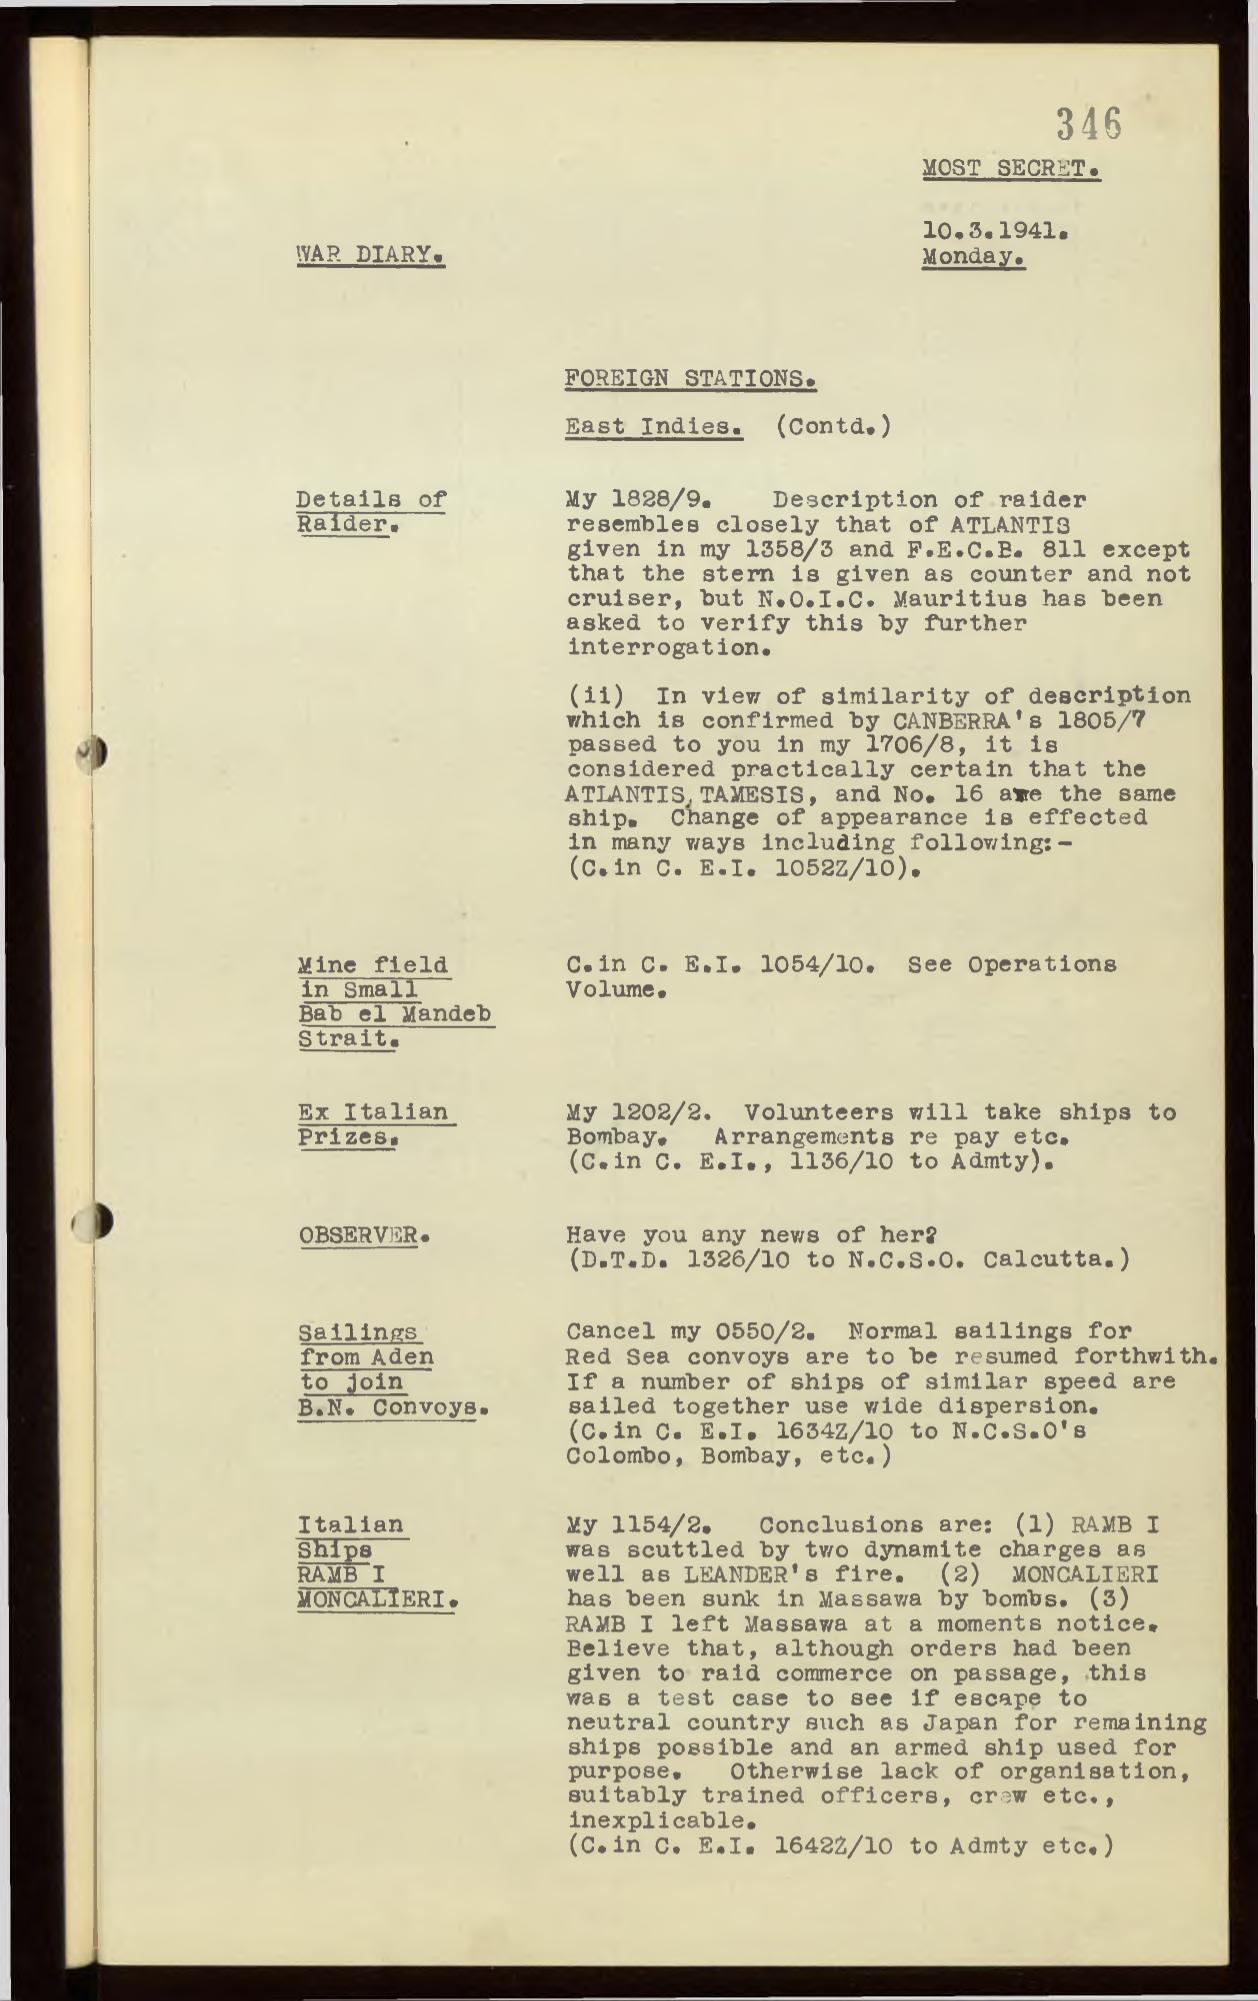 346
MOST SECRET.
10.3.1941.
WAR DIARY.
Monday.
FOREIGN STATIONS.
East Indies. (Contd.)
Details of
Raider.
My 1828/9. Description of raider
resembles closely that of ATLANTIS
given in my 1358/3 and F.E.C.B. 811 except
that the stern is given as counter and not
cruiser, but N.O.I.C. Mauritius has been
asked to verify this by further
interrogation.
(ii) In view of similarity of description
which is confirmed by CANBERRA's 1805/7
passed to you in my 1706/8, it is
considered practically certain that the
ATLANTIS, TAMESIS, and No. 16 are the same
ship. Change of appearance is effected
in many ways including following:-
(C.in C. E.I. 1052Z/10).
Mine field
in Small
Bab el Mandeb
Strait.
C.in C. E.I. 1054/10. See Operations
Volume.
Ex Italian
Prizes.
My 1202/2. Volunteers will take ships to
Bombay. Arrangements re pay etc.
(C.in C. E.I., 1136/10 to Admty).
OBSERVER.
Have you any news of her?
(D.T.D. 1326/10 to N.C.S.O. Calcutta.)
Sailings
from Aden
to join
B.N. Convoys.
Cancel my 0550/2. Normal sailings for
Red Sea convoys are to be resumed forthwith.
If a number of ships of similar speed are
sailed together use wide dispersion.
(C.in C. E.I. 1634Z/10 to N.C.S.O's
Colombo, Bombay, etc.)
Italian
Ships
RAMB I
MONCALIERI.
My 1154/2. Conclusions are: (1) RAMB I
was scuttled by two dynamite charges as
well as LEANDER's fire. (2) MONCALIERI
has been sunk in Massawa by bombs. (3)
RAMB I left Massawa at a moments notice.
Believe that, although orders had been
given to raid commerce on passage, this
was a test case to see if escape to
neutral country such as Japan for remaining
ships possible and an armed ship used for
purpose. Otherwise lack of organisation,
suitably trained officers, crew etc.,
inexplicable.
(C.in C. E.I. 1642Z/10 to Admty etc.)